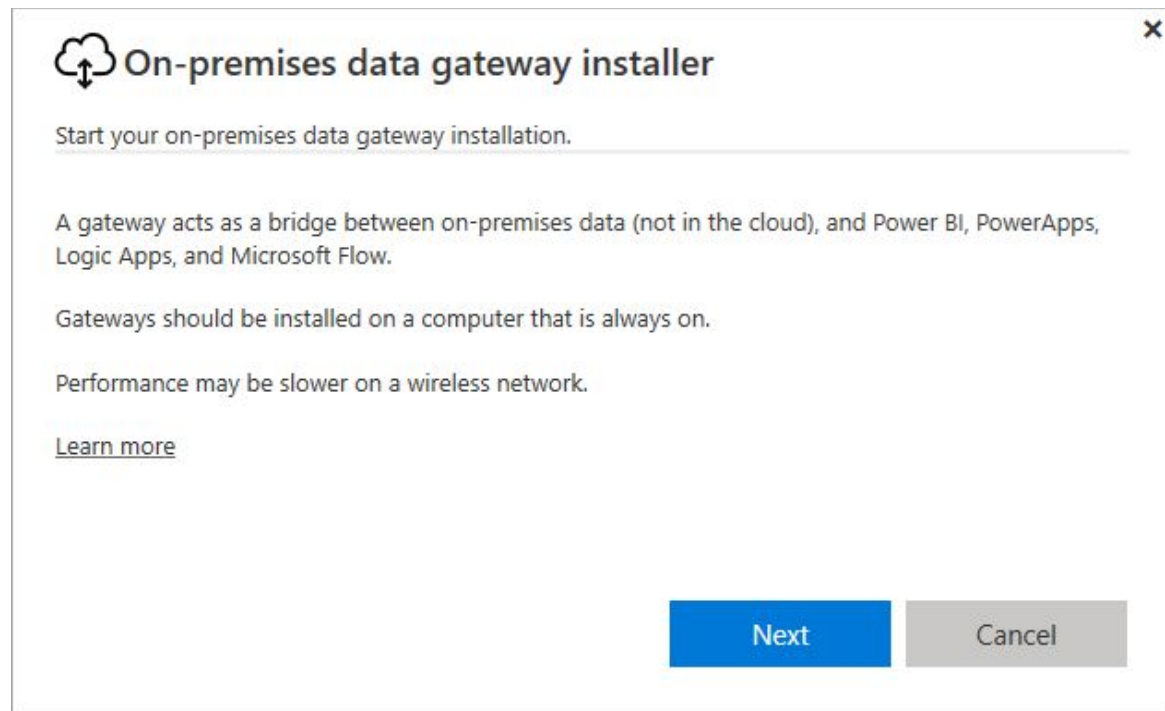 On-premises data gateway installer
Start your on-premises data gateway installation.
A gateway acts as a bridge between on-premises data (not in the cloud), and Power BI, PowerApps,
Logic Apps, and Microsoft Flow.
Gateways should be installed on a computer that is always on.
Performance may be slower on a wireless network.
Learn more
Next Cancel